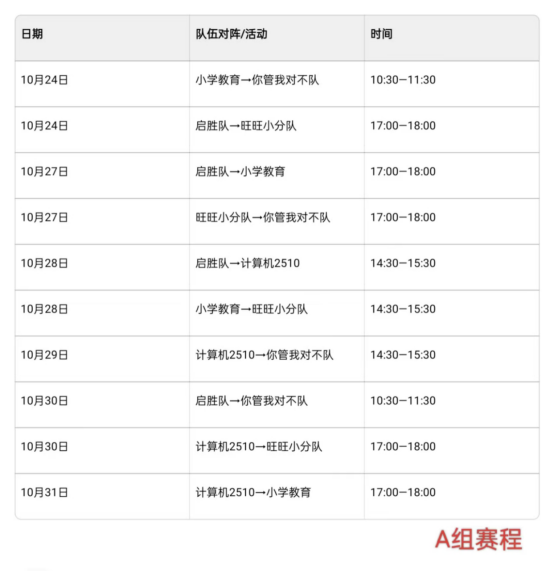 日期 队伍对阵/活动 时间
10月24日 小学教育→你管我对不队 10:30—11:30
10月24日 启胜队→旺旺小分队 17:00—18:00
10月27日 启胜队→小学教育 17:00—18:00
10月27日 旺旺小分队→你管我对不队 17:00—18:00
10月28日 启胜队→计算机2510 14:30—15:30
10月28日 小学教育→旺旺小分队 14:30—15:30
10月29日 计算机2510→你管我对不队 14:30—15:30
10月30日 启胜队→你管我对不队 10:30—11:30
10月30日 计算机2510→旺旺小分队 17:00—18:00
10月31日 计算机2510→小学教育 17:00—18:00
A组赛程